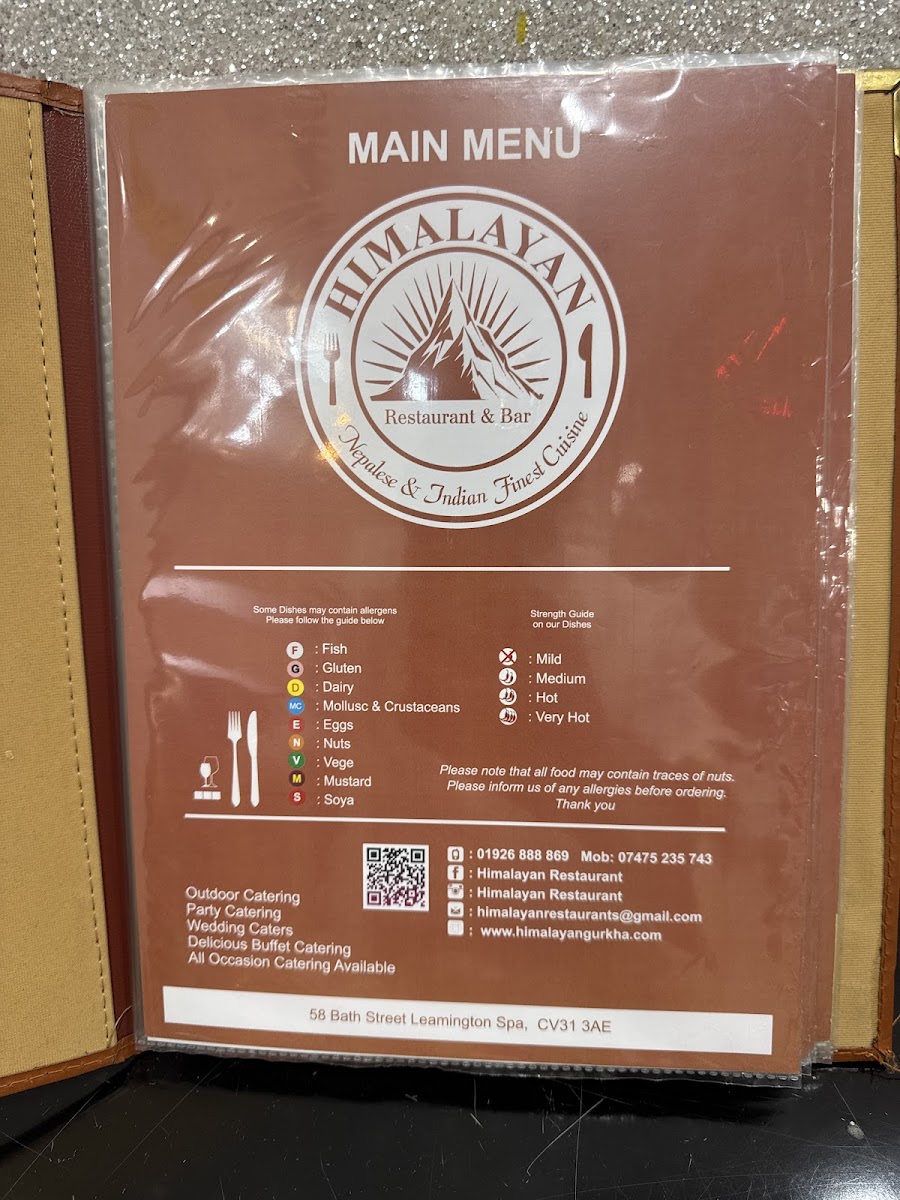 MAIN MENU
HIMALAYAN
Restaurant & Bar
Nepalese & Indian Finest Cuisine
Some Dishes may contain allergens
Please follow the guide below
F : Fish
G : Gluten
D : Dairy
MC : Mollusc & Crustaceans
E : Eggs
N : Nuts
V : Vege
M : Mustard
S : Soya
Strength Guide
on our Dishes
: Mild
: Medium
: Hot
: Very Hot
Please note that all food may contain traces of nuts.
Please inform us of any allergies before ordering.
Thank you
Outdoor Catering
Party Catering
Wedding Caters
Delicious Buffet Catering
All Occasion Catering Available
: 01926 888 869 Mob: 07475 235 743
f : Himalayan Restaurant
: Himalayan Restaurant
: himalayanrestaurants@gmail.com
: www.himalayangurkha.com
58 Bath Street Leamington Spa, CV31 3AE